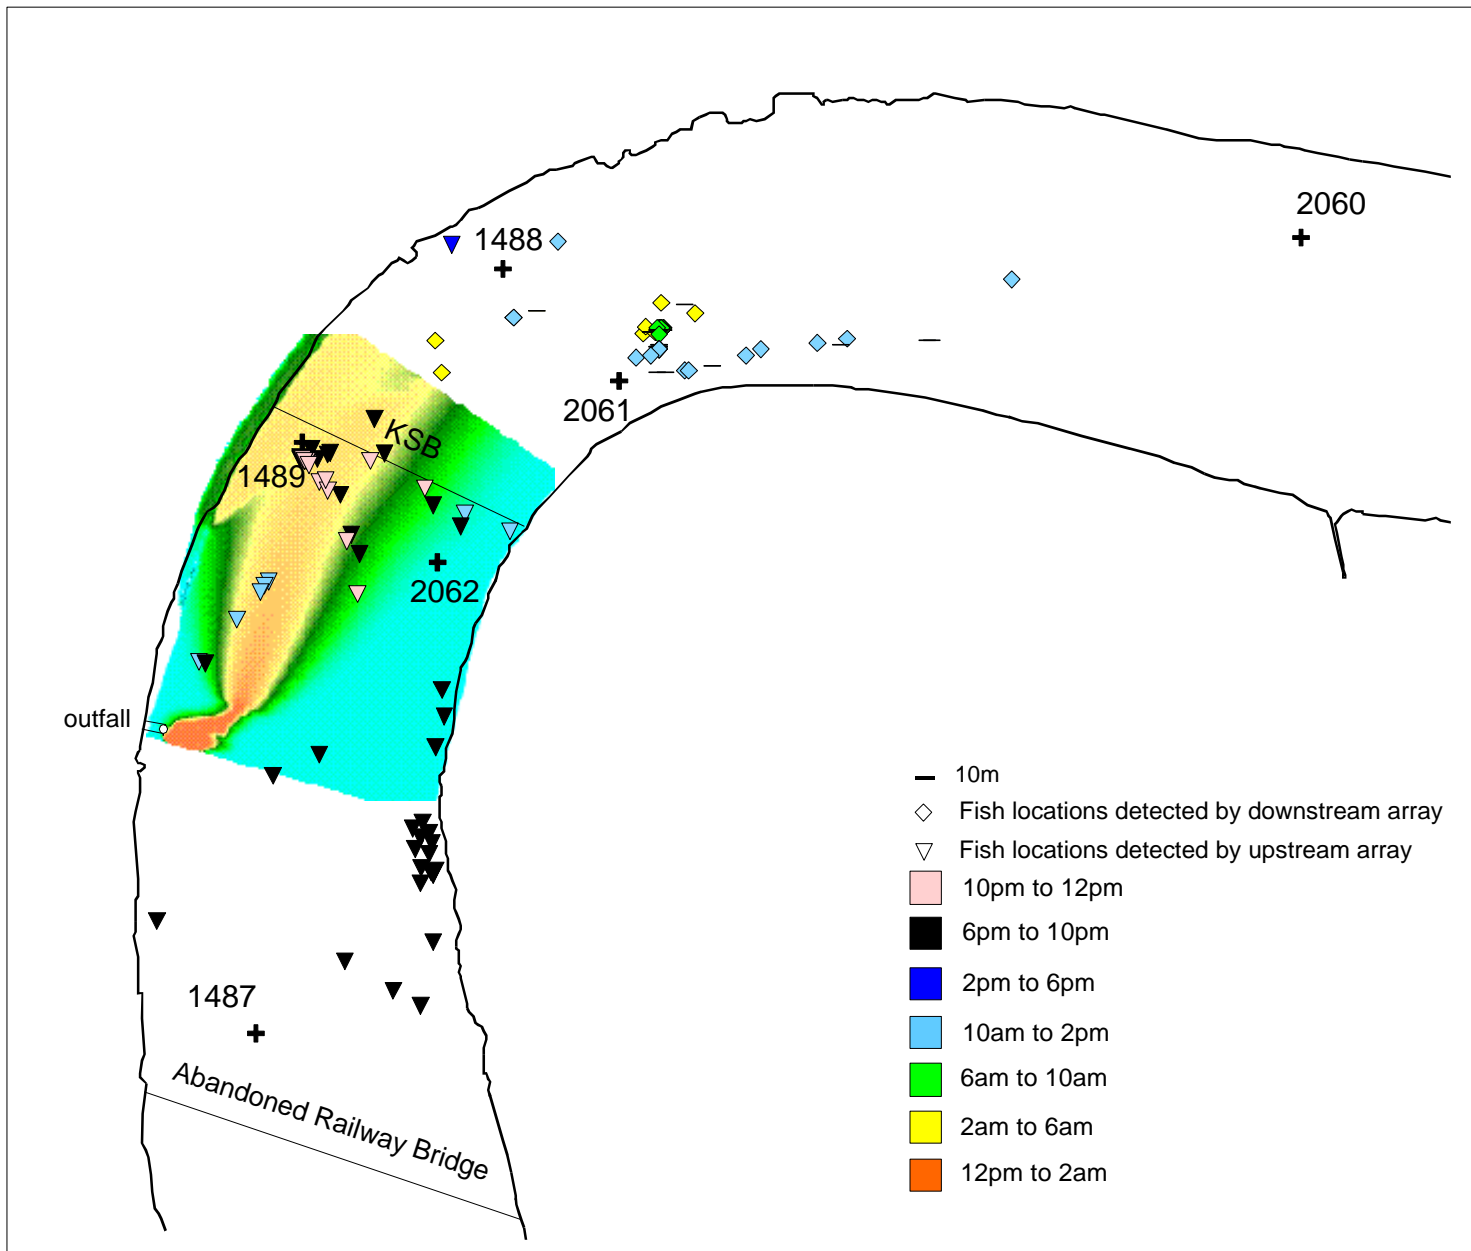 2060
1488
2061
KSB
1489
2062
outfall
10m
Fish locations detected by downstream array
Fish locations detected by upstream array
10pm to 12pm
6pm to 10pm
2pm to 6pm
10am to 2pm
6am to 10am
2am to 6am
12pm to 2am
1487
Abandoned Railway Bridge